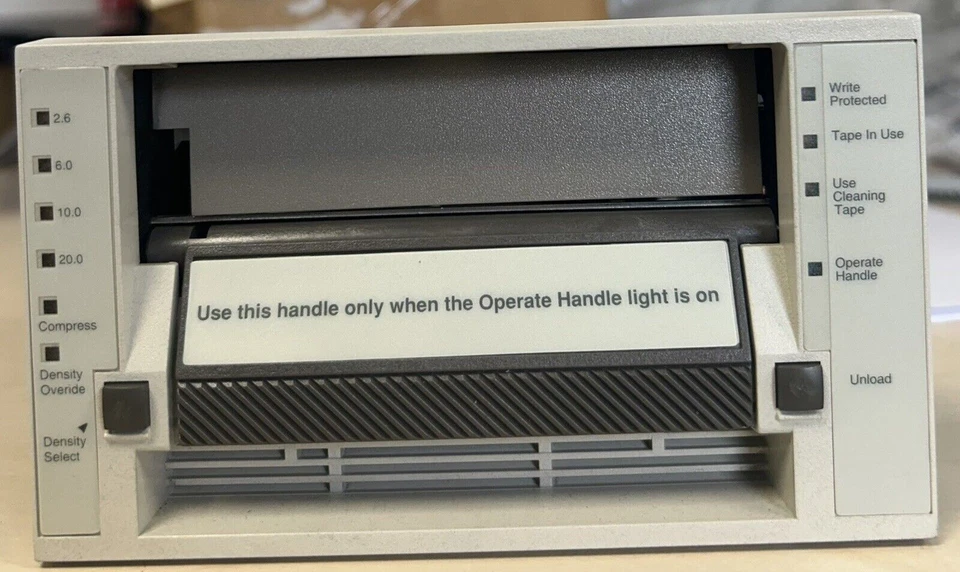 2.6
6.0
10.0
20.0
Compress
Density
Overide
Density
Select
Use this handle only when the Operate Handle light is on
Write
Protected
Tape In Use
Use
Cleaning
Tape
Operate
Handle
Unload